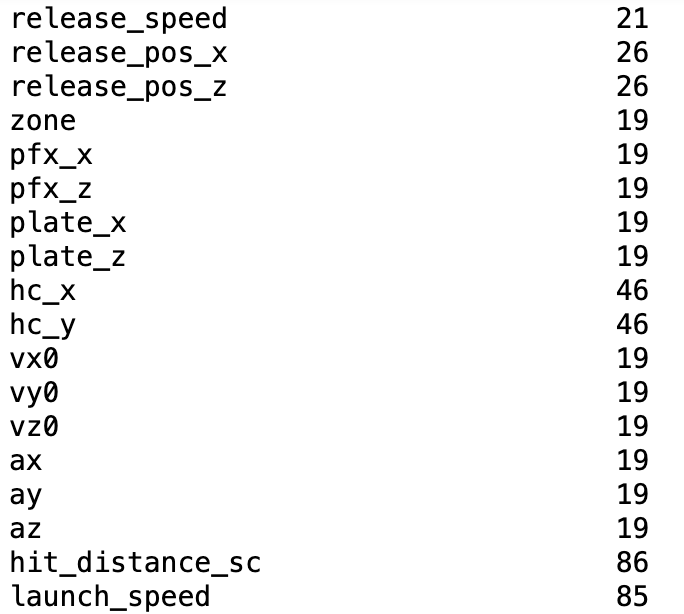 release_speed 21
release_pos_x 26
release_pos_z 26
zone 19
pfx_x 19
pfx_z 19
plate_x 19
plate_z 19
hc_x 46
hc_y 46
vx0 19
vy0 19
vz0 19
ax 19
ay 19
az 19
hit_distance_sc 86
launch_speed 85